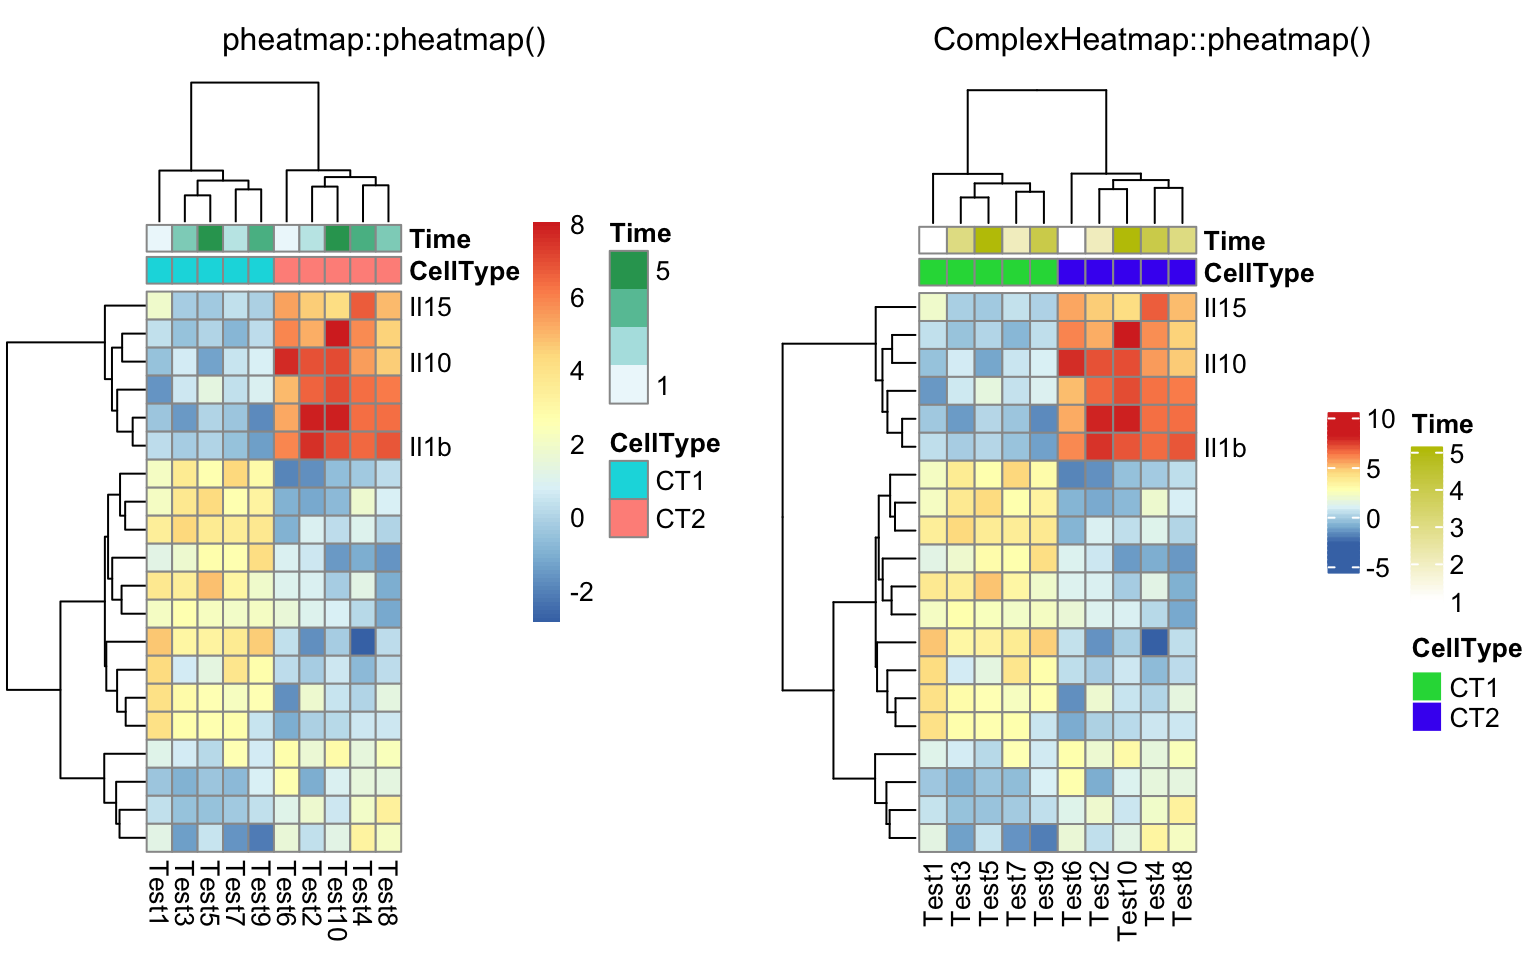 pheatmap::pheatmap()
Time
CellType
Il15
Il10
Il1b
Test1
Test3
Test5
Test7
Test9
Test6
Test2
Test10
Test4
Test8
8
6
4
2
0
-2
Time
5
1
CellType
CT1
CT2
ComplexHeatmap::pheatmap()
Time
CellType
Il15
Il10
Il1b
Test1
Test3
Test5
Test7
Test9
Test6
Test2
Test10
Test4
Test8
10
5
0
-5
Time
5
4
3
2
1
CellType
CT1
CT2